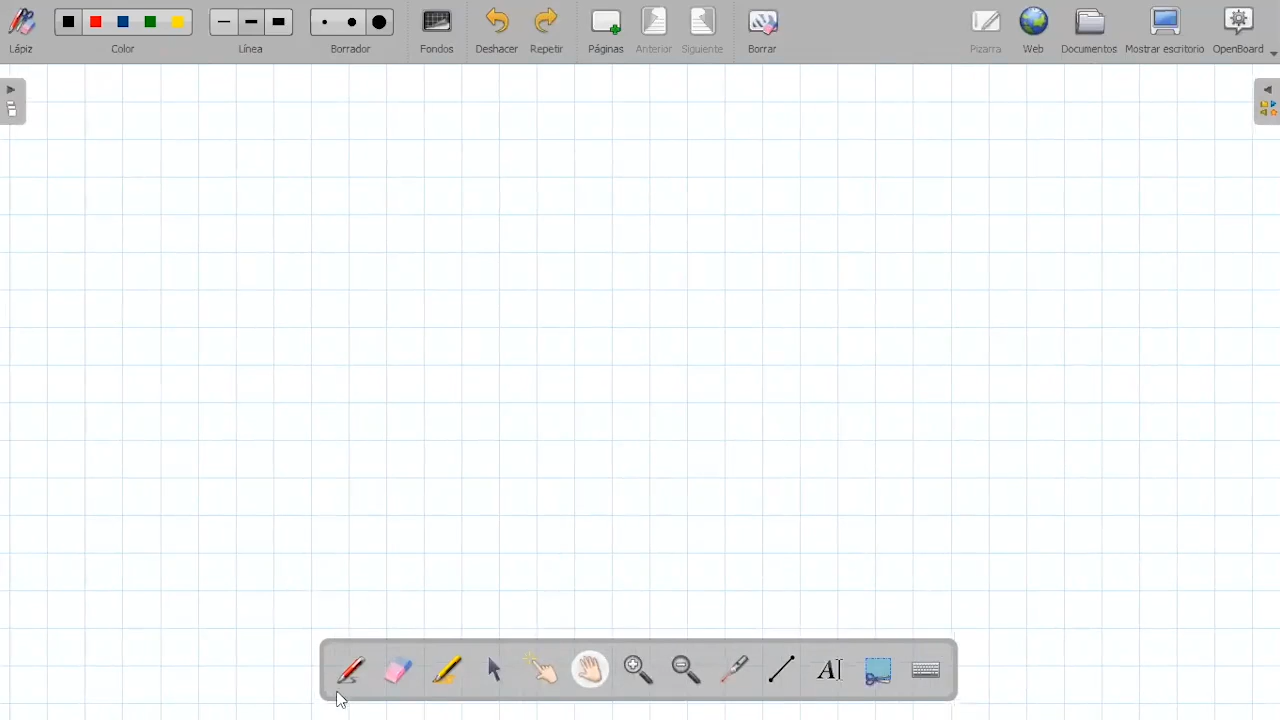 Lápiz
Color
Línea
Borrador
Fondos
Deshacer
Repetir
Páginas
Anterior
Siguiente
Borrar
Pizarra
Web
Documentos
Mostrar escritorio
OpenBoard